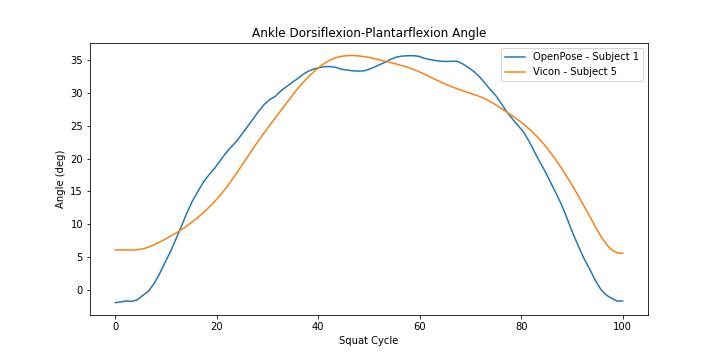 Ankle Dorsiflexion-Plantarflexion Angle
OpenPose - Subject 1
Vicon - Subject 5
Angle (deg)
35
30
25
20
15
10
5
0
0 20 40 60 80 100
Squat Cycle